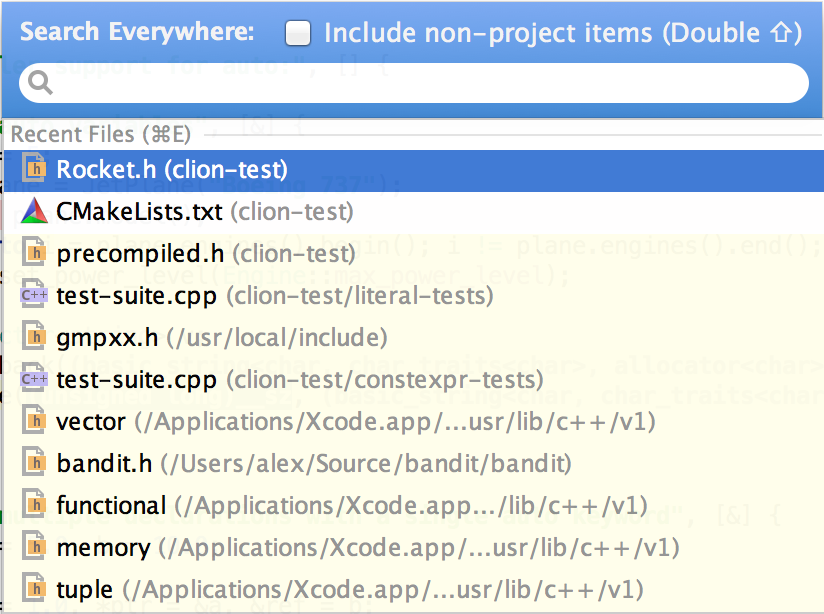 Search Everywhere: Include non-project items (Double ⇧)
Recent Files (⌘E)
h Rocket.h (clion-test)
CMakeLists.txt (clion-test)
h precompiled.h (clion-test)
C++ test-suite.cpp (clion-test/literal-tests)
h gmpxx.h (/usr/local/include)
C++ test-suite.cpp (clion-test/constexpr-tests)
h vector (/Applications/Xcode.app/...usr/lib/c++/v1)
h bandit.h (/Users/alex/Source/bandit/bandit)
h functional (/Applications/Xcode.app.../lib/c++/v1)
h memory (/Applications/Xcode.app/...usr/lib/c++/v1)
h tuple (/Applications/Xcode.app/...usr/lib/c++/v1)